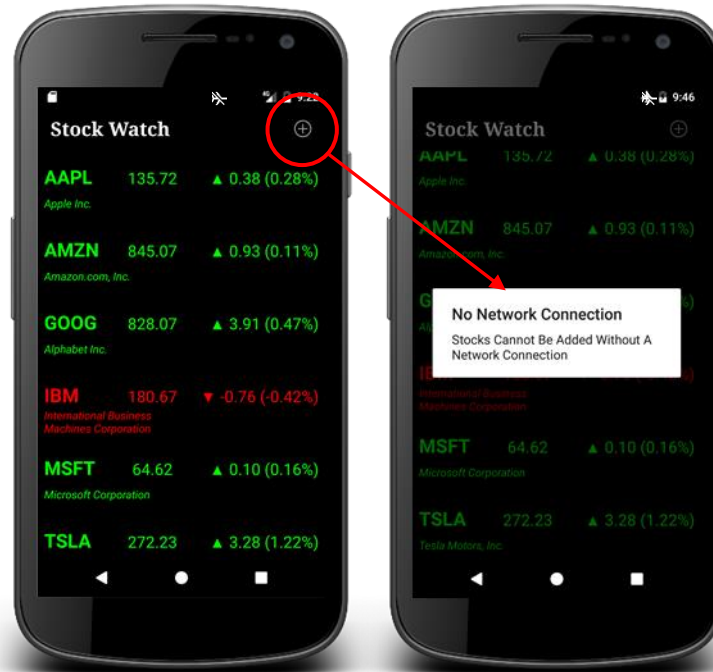 9:22
Stock Watch
AAPL 135.72 ▲ 0.38 (0.28%)
Apple Inc.
AMZN 845.07 ▲ 0.93 (0.11%)
Amazon.com, Inc.
GOOG 828.07 ▲ 3.91 (0.47%)
Alphabet Inc.
IBM 180.67 ▼ -0.76 (-0.42%)
International Business
Machines Corporation
MSFT 64.62 ▲ 0.10 (0.16%)
Microsoft Corporation
TSLA 272.23 ▲ 3.28 (1.22%)
9:46
Stock Watch
AAPL 135.72 ▲ 0.38 (0.28%)
Apple Inc.
AMZN 845.07 ▲ 0.93 (0.11%)
Amazon.com, Inc.
No Network Connection
Stocks Cannot Be Added Without A
Network Connection
International Business
Machines Corporation
MSFT 64.62 ▲ 0.10 (0.16%)
Microsoft Corporation
TSLA 272.23 ▲ 3.28 (1.22%)
Tesla Motors, Inc.